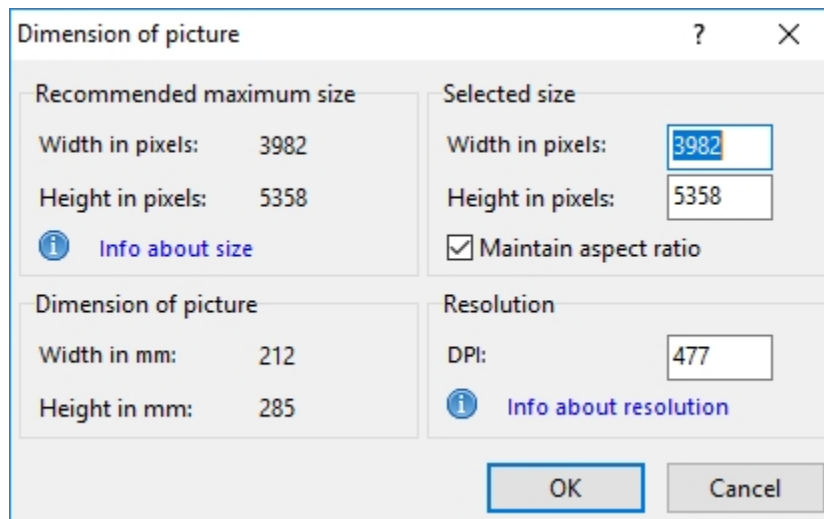 Dimension of picture ?
Recommended maximum size
Width in pixels: 3982
Height in pixels: 5358
Info about size
Selected size
Width in pixels: 3982
Height in pixels: 5358
Maintain aspect ratio
Dimension of picture
Width in mm: 212
Height in mm: 285
Resolution
DPI: 477
Info about resolution
OK
Cancel